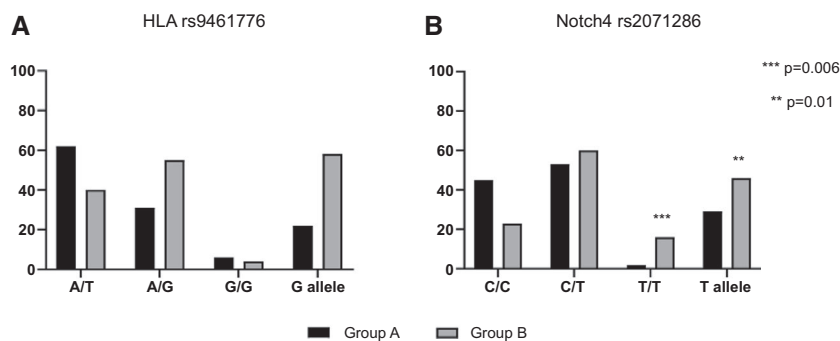 A
HLA rs9461776
100
80
60
40
20
0
A/T
A/G
G/G
G allele
B
Notch4 rs2071286
*** p=0.006
** p=0.01
100
80
60
40
20
0
***
**
C/C
C/T
T/T
T allele
Group A
Group B